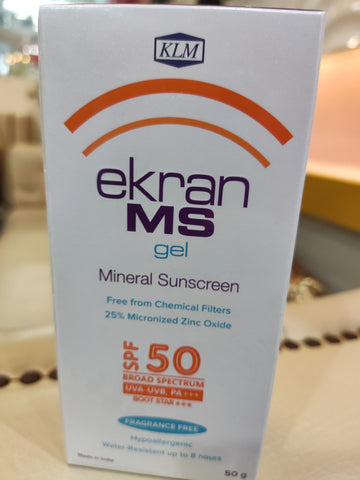 KLM
ekran
MS
gel
Mineral Sunscreen
Free from Chemical Filters
25% Micronized Zinc Oxide
SPF 50
BROAD SPECTRUM
UVA-UVB, PA+++
BOOT STAR★★★
FRAGRANCE FREE
Hypoallergenic
Water-Resistant up to 8 hours
Made in India
50 g